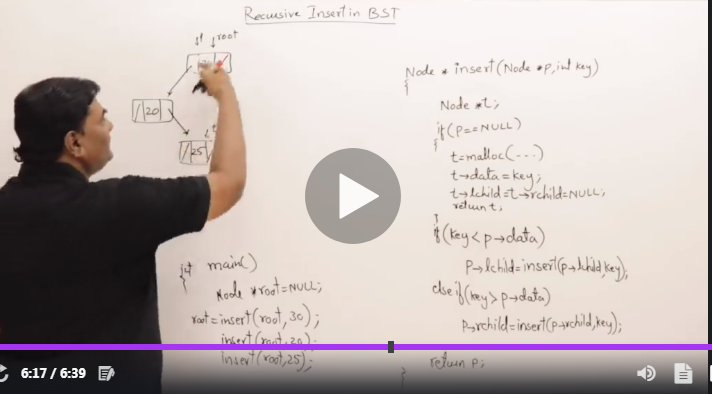 Recursive Insert in BST
root
20
25
Node * insert(Node *p, int key)
{
Node *t;
if(p==NULL)
{
t=malloc(...)
t→data=key;
t→lchild=t→rchild=NULL;
return t;
}
if(key<p→data)
p→lchild=insert(p→lchild,key);
else if(key>p→data)
p→rchild=insert(p→rchild,key);
return p;
}
int main()
{
Node *root=NULL;
root=insert(root,30);
insert(root,20);
insert(root,25);
6:17 / 6:39